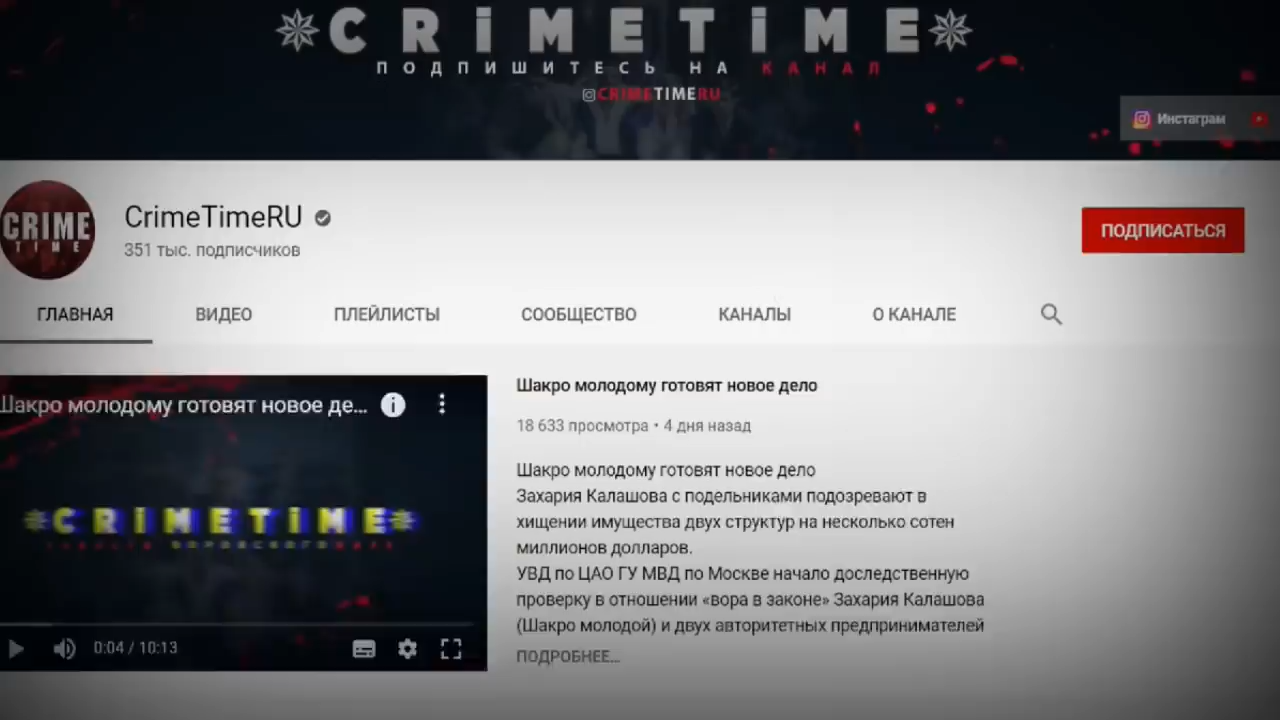 CRiMETiME
ПОДПИШИТЕСЬ НА КАНАЛ
CRIMETIMERU
Инстаграм
CRIME
TIME
CrimeTimeRU
351 тыс. подписчиков
ПОДПИСАТЬСЯ
ГЛАВНАЯ
ВИДЕО
ПЛЕЙЛИСТЫ
СООБЩЕСТВО
КАНАЛЫ
О КАНАЛЕ
Шакро молодому готовят новое де...
CRiMETiME
0:04 / 10:13
Шакро молодому готовят новое дело
18 633 просмотра • 4 дня назад
Шакро молодому готовят новое дело
Захария Калашова с подельниками подозревают в
хищении имущества двух структур на несколько сотен
миллионов долларов.
УВД по ЦАО ГУ МВД по Москве начало доследственную
проверку в отношении «вора в законе» Захария Калашова
(Шакро молодой) и двух авторитетных предпринимателей
ПОДРОБНЕЕ...